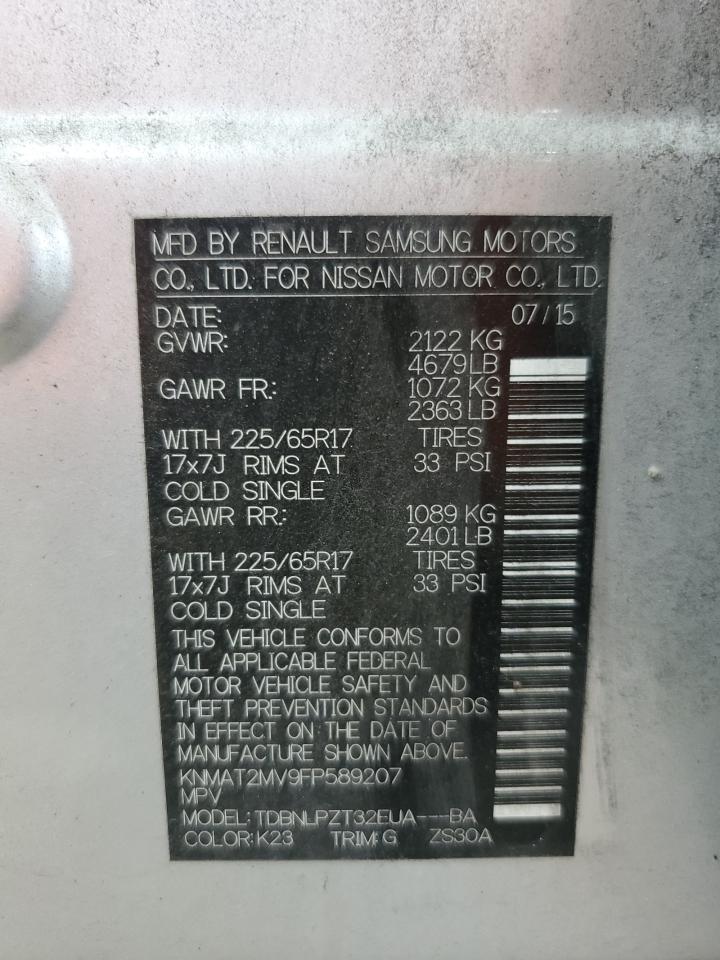 MFD BY RENAULT SAMSUNG MOTORS
CO., LTD. FOR NISSAN MOTOR CO., LTD.
DATE: 07/15
GVWR: 2122 KG
4679 LB
GAWR FR.: 1072 KG
2363 LB
WITH 225/65R17 TIRES
17x7J RIMS AT 33 PSI
COLD SINGLE
GAWR RR.: 1089 KG
2401 LB
WITH 225/65R17 TIRES
17x7J RIMS AT 33 PSI
COLD SINGLE
THIS VEHICLE CONFORMS TO
ALL APPLICABLE FEDERAL
MOTOR VEHICLE SAFETY AND
THEFT PREVENTION STANDARDS
IN EFFECT ON THE DATE OF
MANUFACTURE SHOWN ABOVE.
KNMAT2MV9FP589207
MPV
MODEL: TDBNLPZT32EUA---BA
COLOR: K23 TRIM: G ZS30A